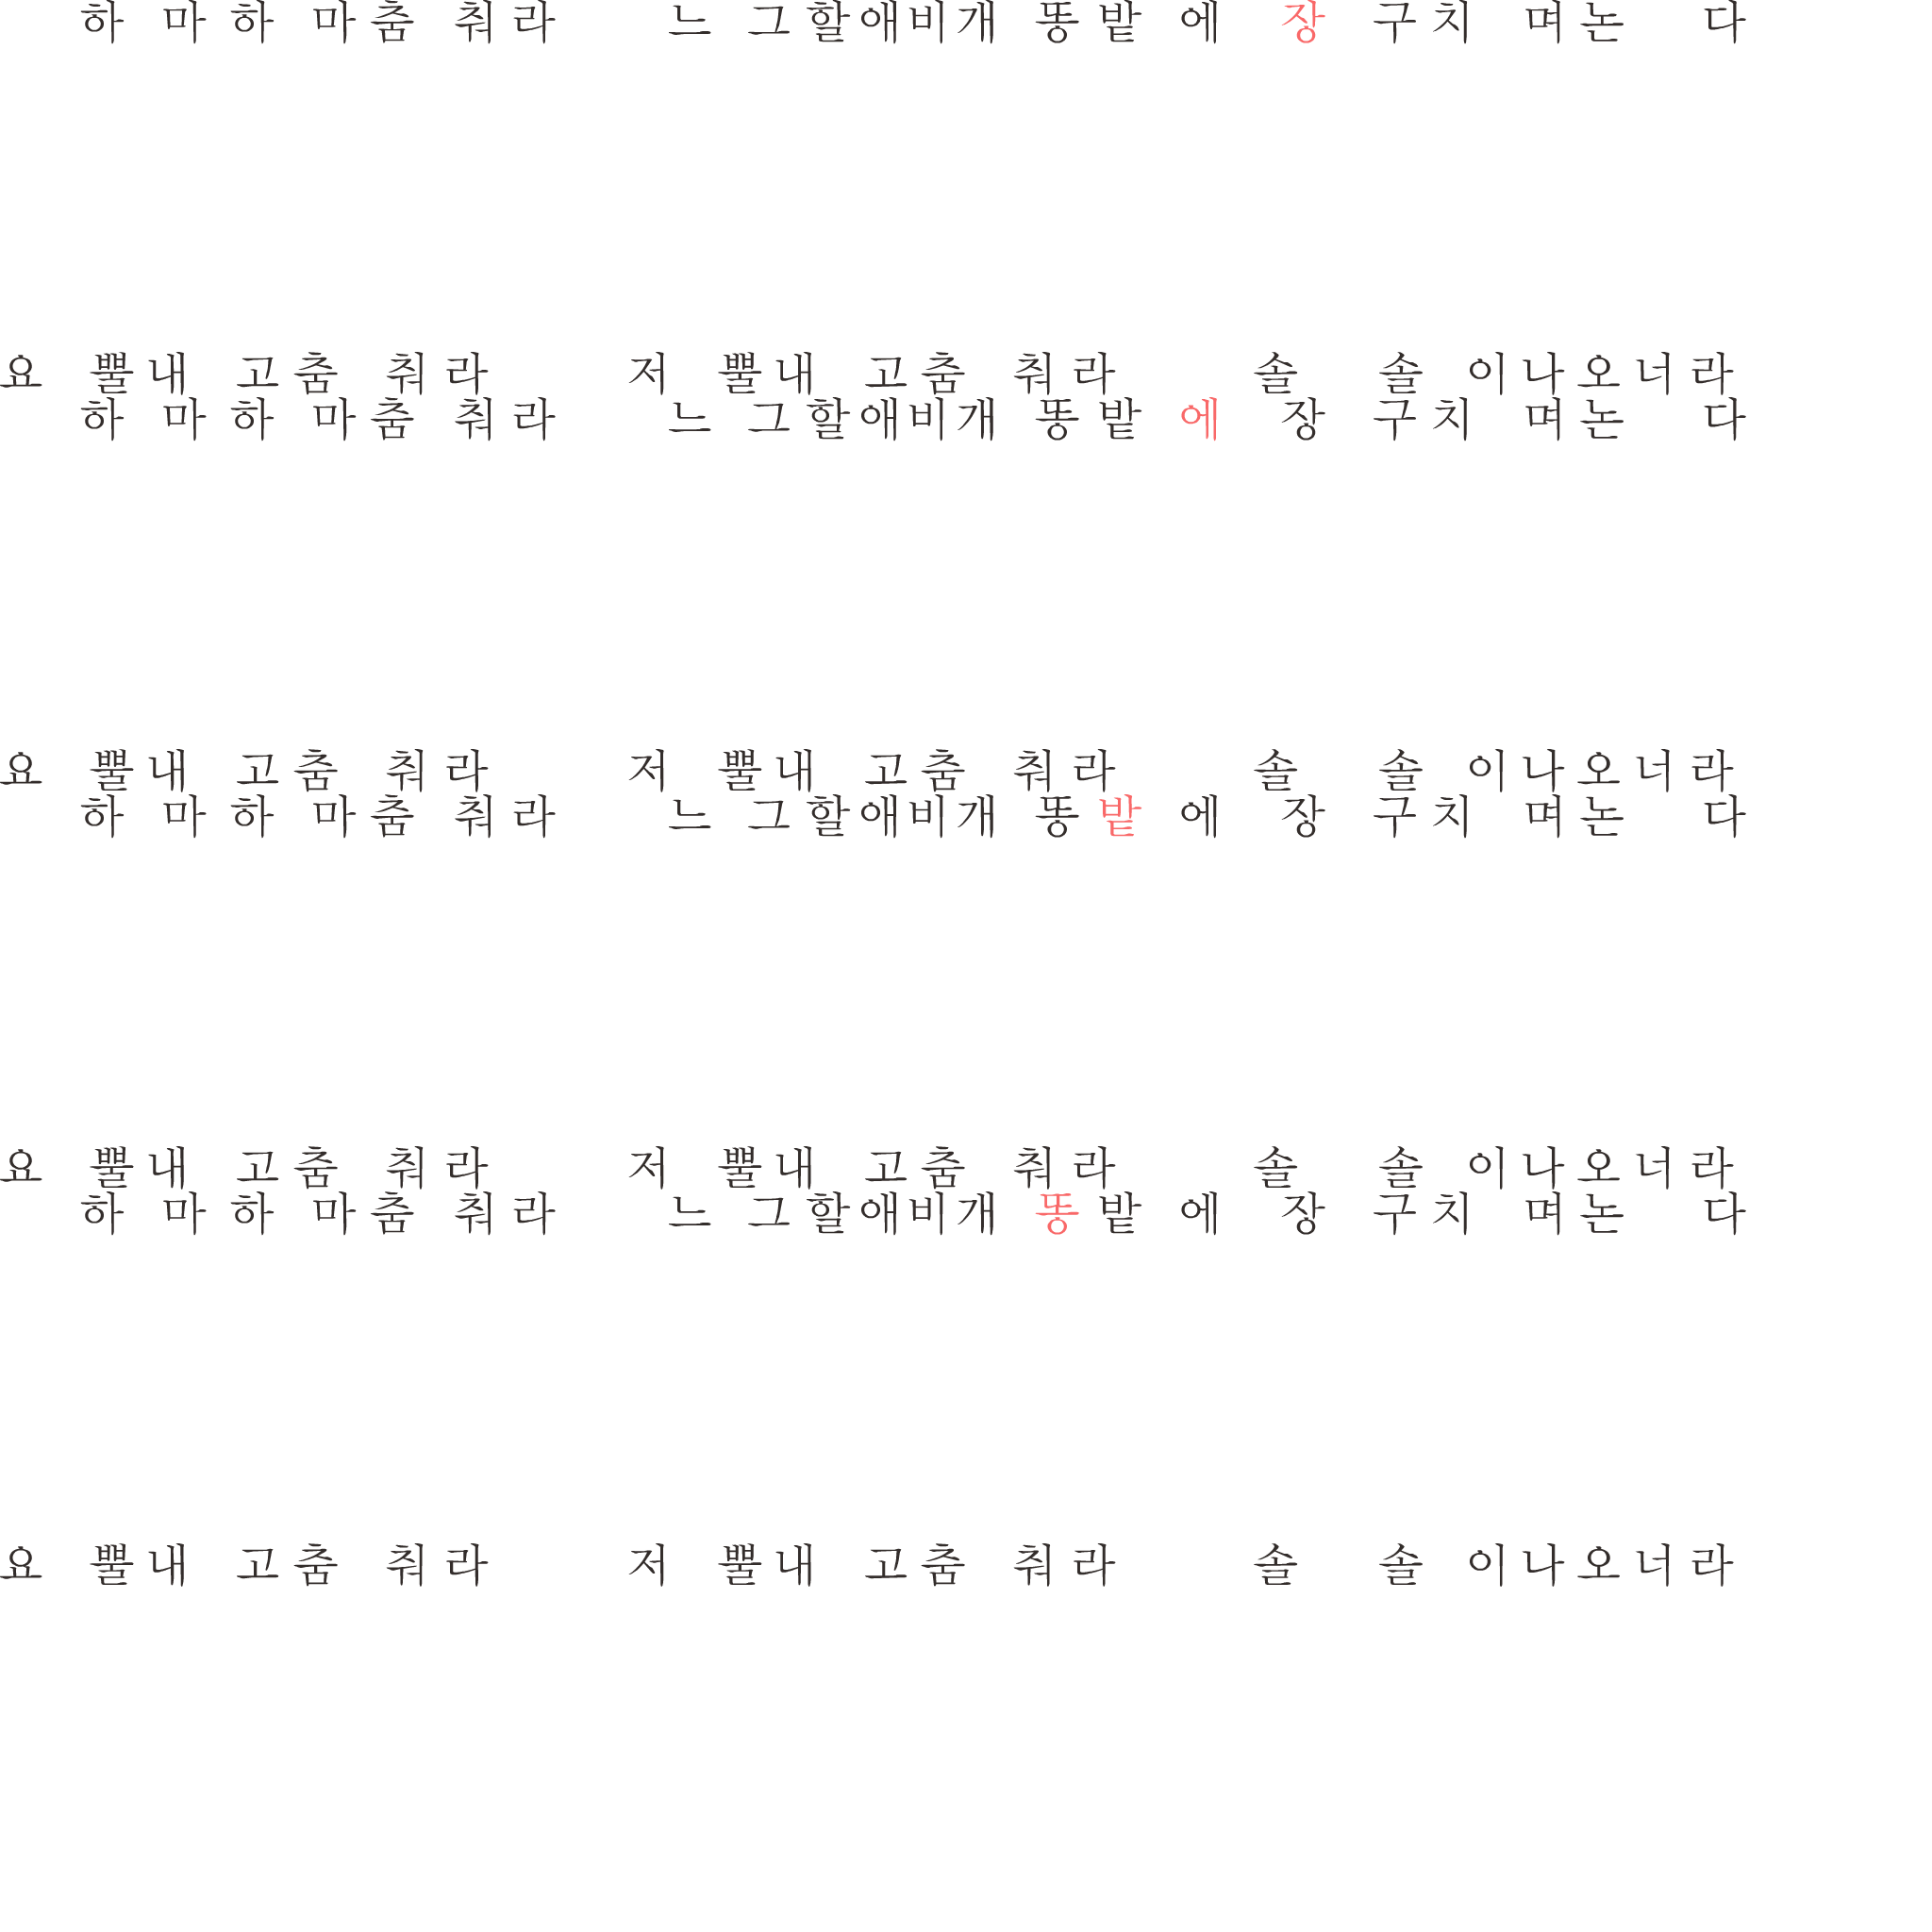 하 마 하 마 춤 춰 라 느 그 할 애 비 개 똥 밭 에 장 구 치 며 논 다
요 뿔 내 고 춤 춰 라 저 뿔 내 고 춤 춰 라 솔 솔 이 나 오 너 라
하 마 하 마 춤 춰 라 느 그 할 애 비 개 똥 밭 에 장 구 치 며 논 다
요 뿔 내 고 춤 춰 라 저 뿔 내 고 춤 춰 라 솔 솔 이 나 오 너 라
하 마 하 마 춤 춰 라 느 그 할 애 비 개 똥 밭 에 장 구 치 며 논 다
요 뿔 내 고 춤 춰 라 저 뿔 내 고 춤 춰 라 솔 솔 이 나 오 너 라
하 마 하 마 춤 춰 라 느 그 할 애 비 개 똥 밭 에 장 구 치 며 논 다
요 뿔 내 고 춤 춰 라 저 뿔 내 고 춤 춰 라 솔 솔 이 나 오 너 라